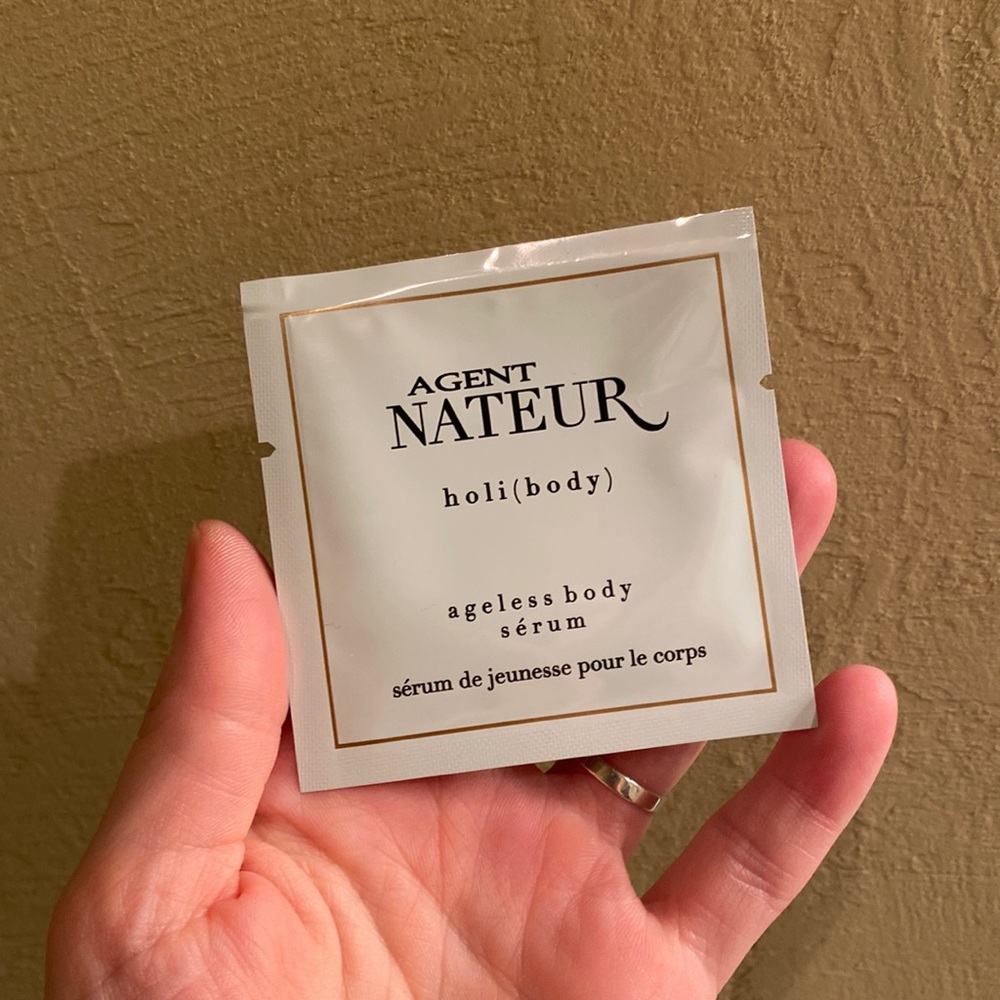 AGENT
NATEUR
holi(body)
ageless body
sérum
sérum de jeunesse pour le corps